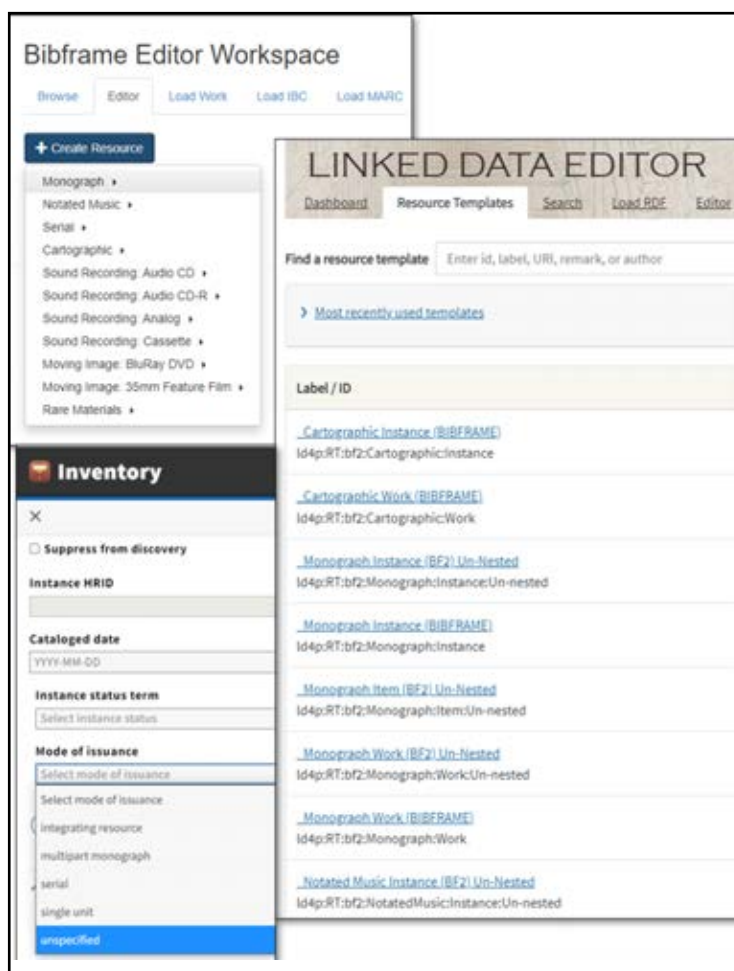 Bibframe Editor Workspace
Browse Editor Load Work Load IBC Load MARC
+ Create Resource
Monograph
Notated Music
Serial
Cartographic
Sound Recording: Audio CD
Sound Recording: Audio CD-R
Sound Recording: Analog
Sound Recording: Cassette
Moving Image: BluRay DVD
Moving Image: 35mm Feature Film
Rare Materials
LINKED DATA EDITOR
Dashboard Resource Templates Search Load RDF Editor
Find a resource template Enter id, label, URI, remark, or author
Most recently used templates
Label / ID
_Cartographic Instance (BIBFRAME)
ld4p:RT:bf2:Cartographic:Instance
_Cartographic Work (BIBFRAME)
ld4p:RT:bf2:Cartographic:Work
_Monograph Instance (BF2) Un-Nested
ld4p:RT:bf2:Monograph:Instance:Un-nested
_Monograph Instance (BIBFRAME)
ld4p:RT:bf2:Monograph:Instance
_Monograph Item (BF2) Un-Nested
ld4p:RT:bf2:Monograph:Item:Un-nested
_Monograph Work (BF2) Un-Nested
ld4p:RT:bf2:Monograph:Work:Un-nested
_Monograph Work (BIBFRAME)
ld4p:RT:bf2:Monograph:Work
_Notated Music Instance (BF2) Un-Nested
ld4p:RT:bf2:NotatedMusic:Instance:Un-nested
Inventory
Suppress from discovery
Instance HRID
Cataloged date
YYYY-MM-DD
Instance status term
Select instance status
Mode of issuance
Select mode of issuance
Select mode of issuance
integrating resource
multipart monograph
serial
single unit
unspecified